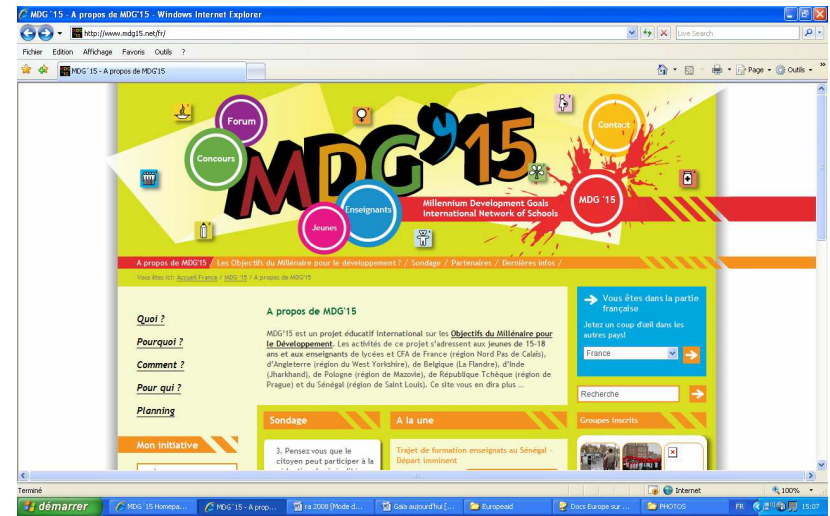 MDG '15 - A propos de MDG'15 - Windows Internet Explorer
http://www.mdg15.net/fr/
Live Search
Fichier Edition Affichage Favoris Outils ?
MDG '15 - A propos de MDG'15
Page Outils
Forum
Concours
MDG'15
Contact
Enseignants
Jeunes
Millennium Development Goals
International Network of Schools
MDG '15
A propos de MDG'15 / Les Objectifs du Millénaire pour le développement ? / Sondage / Partenaires / Dernières infos /
Vous êtes ici: Accueil France / MDG '15 / A propos de MDG'15
Quoi ?
Pourquoi ?
Comment ?
Pour qui ?
Planning
Mon initiative
A propos de MDG'15
MDG'15 est un projet éducatif international sur les Objectifs du Millénaire pour
le Développement. Les activités de ce projet s'adressent aux jeunes de 15-18
ans et aux enseignants de lycées et CFA de France (région Nord Pas de Calais),
d'Angleterre (région du West Yorkshire), de Belgique (La Flandre), d'Inde
(Jharkhand), de Pologne (région de Mazovie), de République Tchèque (région de
Prague) et du Sénégal (région de Saint Louis). Ce site vous en dira plus ...
Sondage
3. Pensez vous que le
citoyen peut participer à la
A la une
Trajet de formation enseignats au Sénégal -
Départ imminent
Vous êtes dans la partie
française
Jetez un coup d'œil dans les
autres pays!
France
Recherche
Groupes inscrits
Terminé
Internet
100%
démarrer
MDG '15 Homepa...
MDG '15 - A prop...
ra 2008 [Mode d...
Gaia aujourd'hui [...
Europeaid
Docs Europe sur ...
PHOTOS
FR
15:07